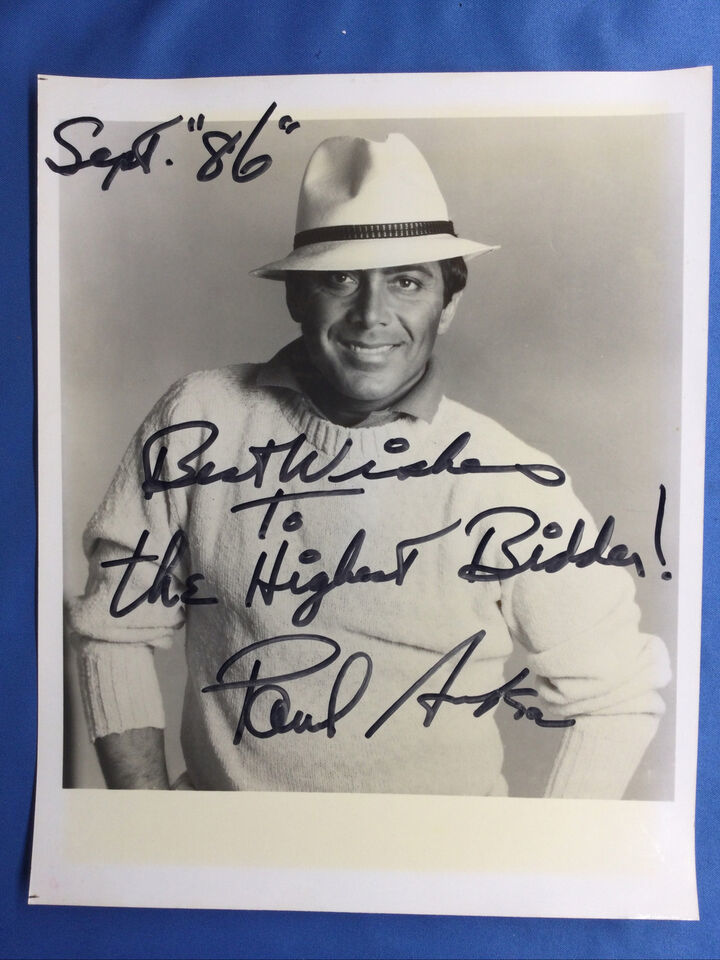 Sept. "86"
Best Wishes
To
the Highest Bidder!
Paul Anka